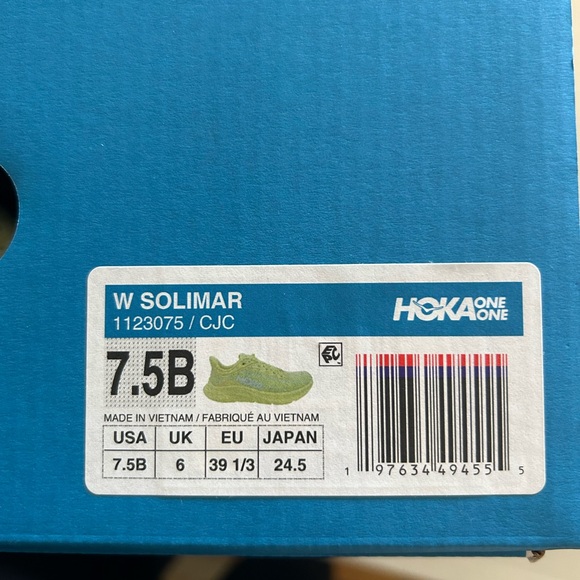 W SOLIMAR
1123075 / CJC
HOKA ONE ONE
7.5B
MADE IN VIETNAM / FABRIQUÉ AU VIETNAM
USA UK EU JAPAN
7.5B 6 39 1/3 24.5
1 97634 49455 5